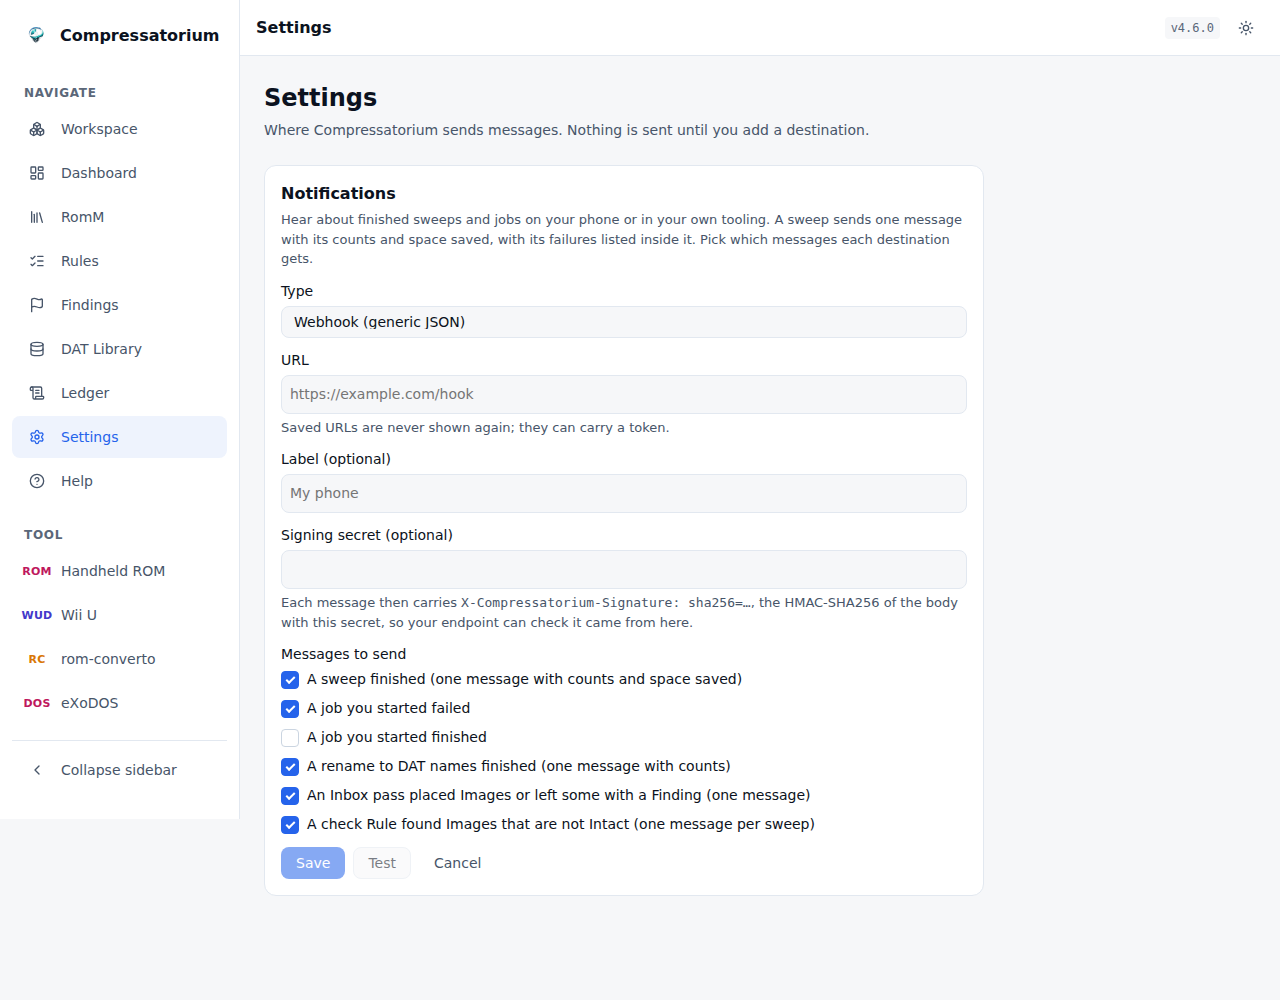 Compressatorium
Settings
v4.6.0
NAVIGATE
Workspace
Dashboard
RomM
Rules
Findings
DAT Library
Ledger
Settings
Help
TOOL
ROM Handheld ROM
WUD Wii U
RC rom-converto
DOS eXoDOS
Collapse sidebar
Settings
Where Compressatorium sends messages. Nothing is sent until you add a destination.
Notifications
Hear about finished sweeps and jobs on your phone or in your own tooling. A sweep sends one message
with its counts and space saved, with its failures listed inside it. Pick which messages each destination
gets.
Type
Webhook (generic JSON)
URL
https://example.com/hook
Saved URLs are never shown again; they can carry a token.
Label (optional)
My phone
Signing secret (optional)
Each message then carries X-Compressatorium-Signature: sha256=…, the HMAC-SHA256 of the body
with this secret, so your endpoint can check it came from here.
Messages to send
A sweep finished (one message with counts and space saved)
A job you started failed
A job you started finished
A rename to DAT names finished (one message with counts)
An Inbox pass placed Images or left some with a Finding (one message)
A check Rule found Images that are not Intact (one message per sweep)
Save Test Cancel